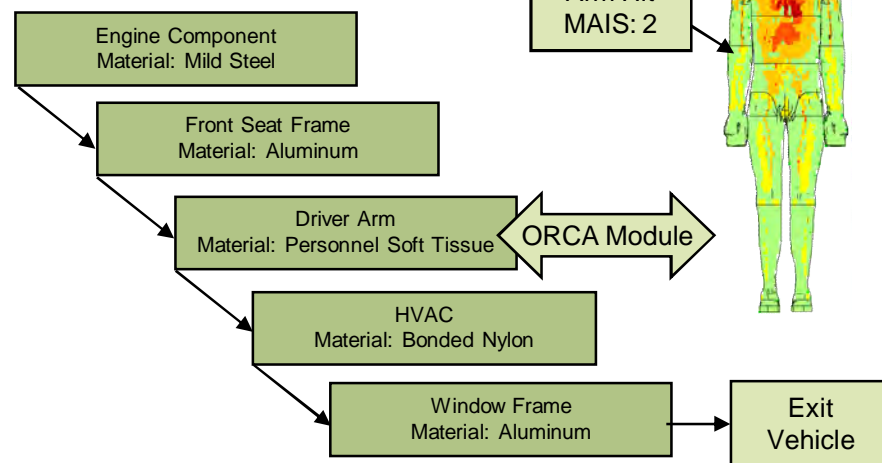 MAIS: 2
Engine Component
Material: Mild Steel
Front Seat Frame
Material: Aluminum
Driver Arm
Material: Personnel Soft Tissue
ORCA Module
HVAC
Material: Bonded Nylon
Window Frame
Material: Aluminum
Exit
Vehicle